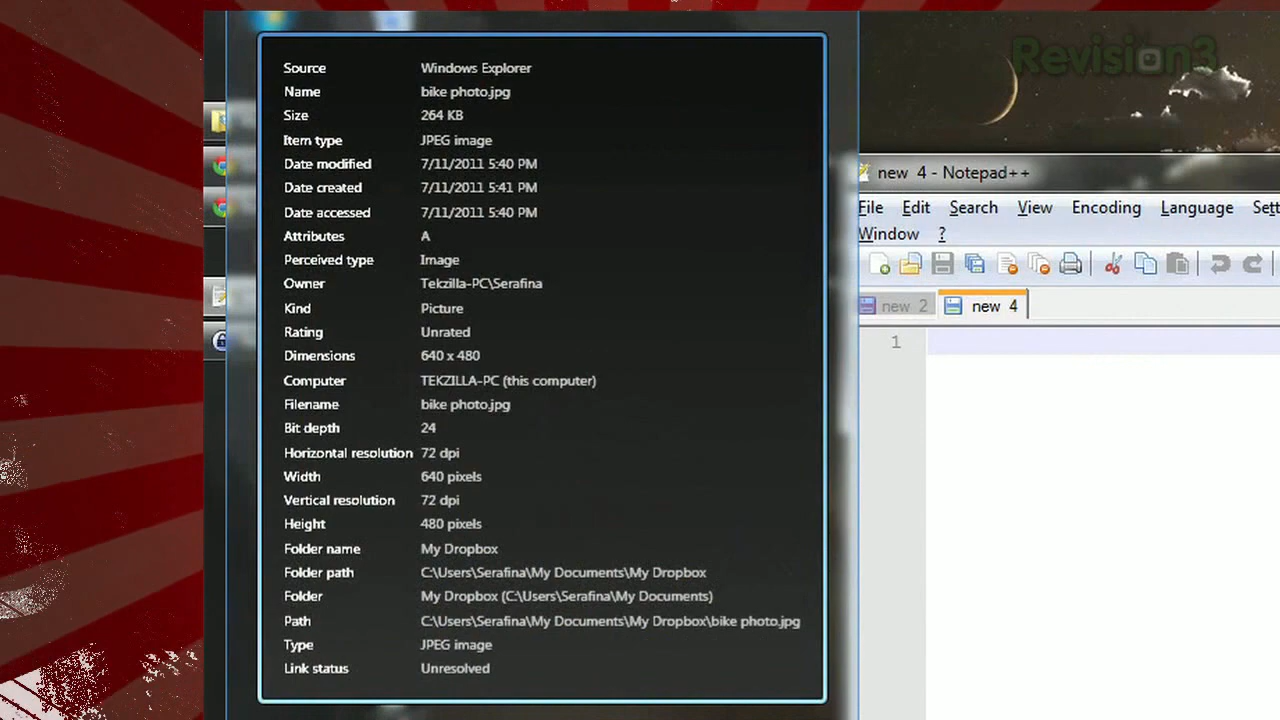 Source Windows Explorer
Name bike photo.jpg
Size 264 KB
Item type JPEG image
Date modified 7/11/2011 5:40 PM
Date created 7/11/2011 5:41 PM
Date accessed 7/11/2011 5:40 PM
Attributes A
Perceived type Image
Owner Tekzilla-PC\Serafina
Kind Picture
Rating Unrated
Dimensions 640 x 480
Computer TEKZILLA-PC (this computer)
Filename bike photo.jpg
Bit depth 24
Horizontal resolution 72 dpi
Width 640 pixels
Vertical resolution 72 dpi
Height 480 pixels
Folder name My Dropbox
Folder path C:\Users\Serafina\My Documents\My Dropbox
Folder My Dropbox (C:\Users\Serafina\My Documents)
Path C:\Users\Serafina\My Documents\My Dropbox\bike photo.jpg
Type JPEG image
Link status Unresolved
Revision3
new 4 - Notepad++
File Edit Search View Encoding Language Sett
Window ?
new 2 new 4
1